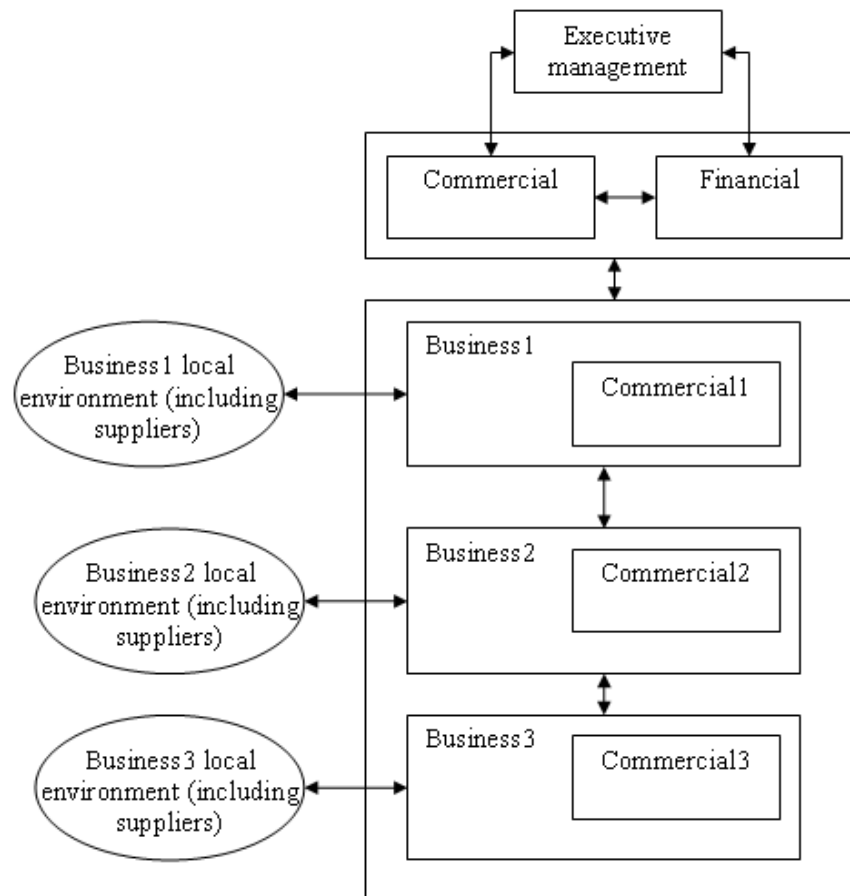 Executive
management
Commercial
Financial
Business1
Commercial1
Business1 local
environment (including
suppliers)
Business2
Commercial2
Business2 local
environment (including
suppliers)
Business3
Commercial3
Business3 local
environment (including
suppliers)